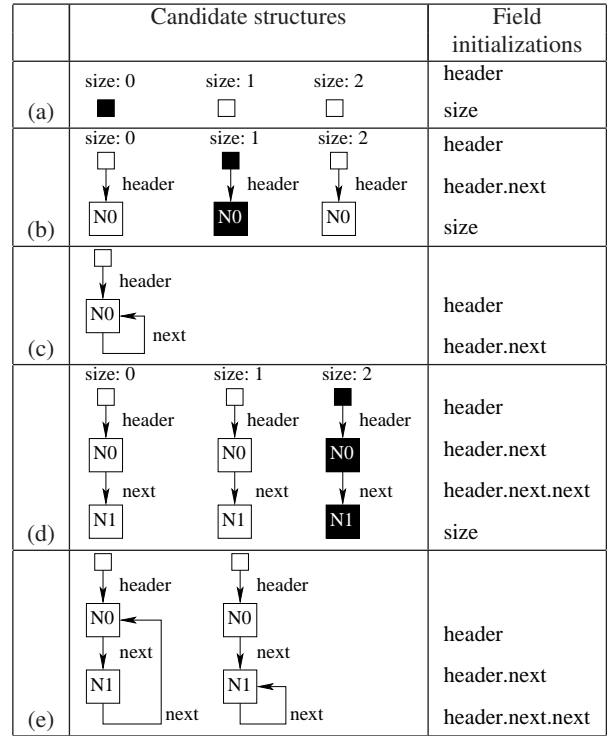 Candidate structures
Field
initializations
(a)
size: 0 size: 1 size: 2
header
size
(b)
size: 0 size: 1 size: 2
header header header
N0 N0 N0
header
header.next
size
(c)
header
N0
next
header
header.next
(d)
size: 0 size: 1 size: 2
header header header
N0 N0 N0
next next next
N1 N1 N1
header
header.next
header.next.next
size
(e)
header header
N0 N0
next next
N1 N1
next next
header
header.next
header.next.next